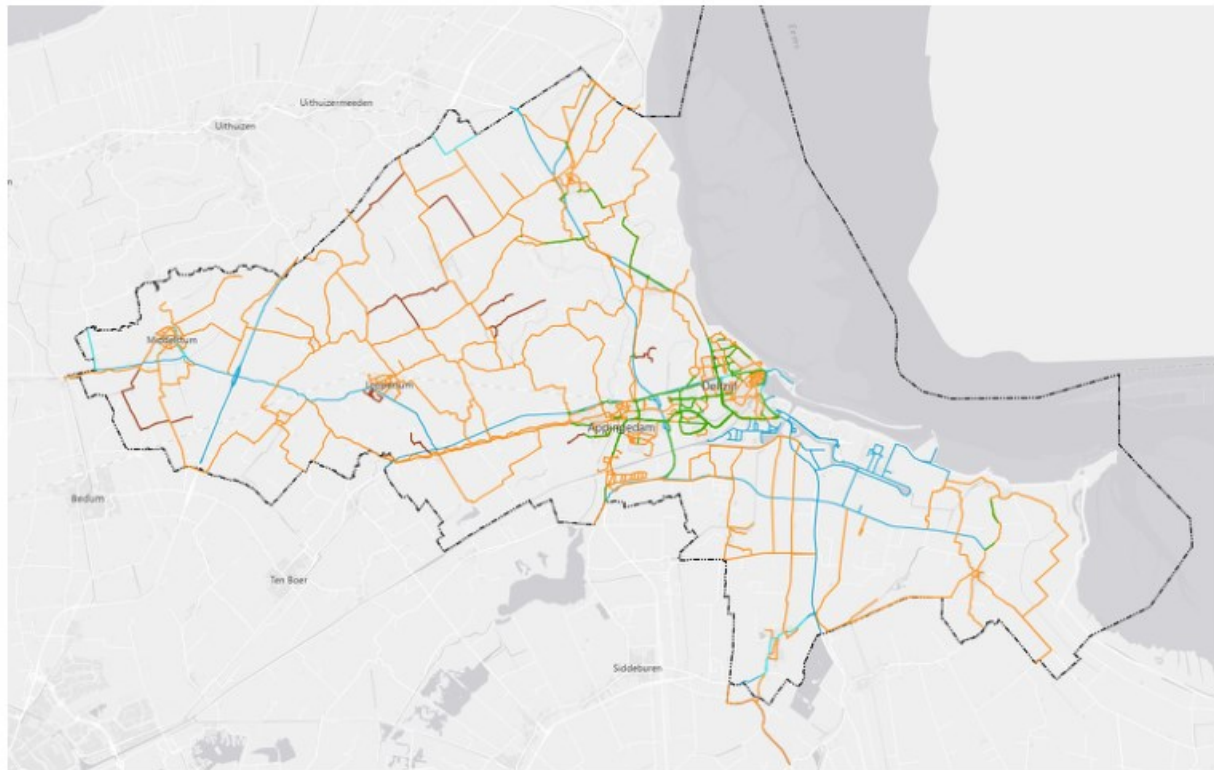 Eems
Uithuizermeeden
Uithuizen
Middelstum
Loppersum
Delfzijl
Appingedam
Bedum
Ten Boer
Siddeburen